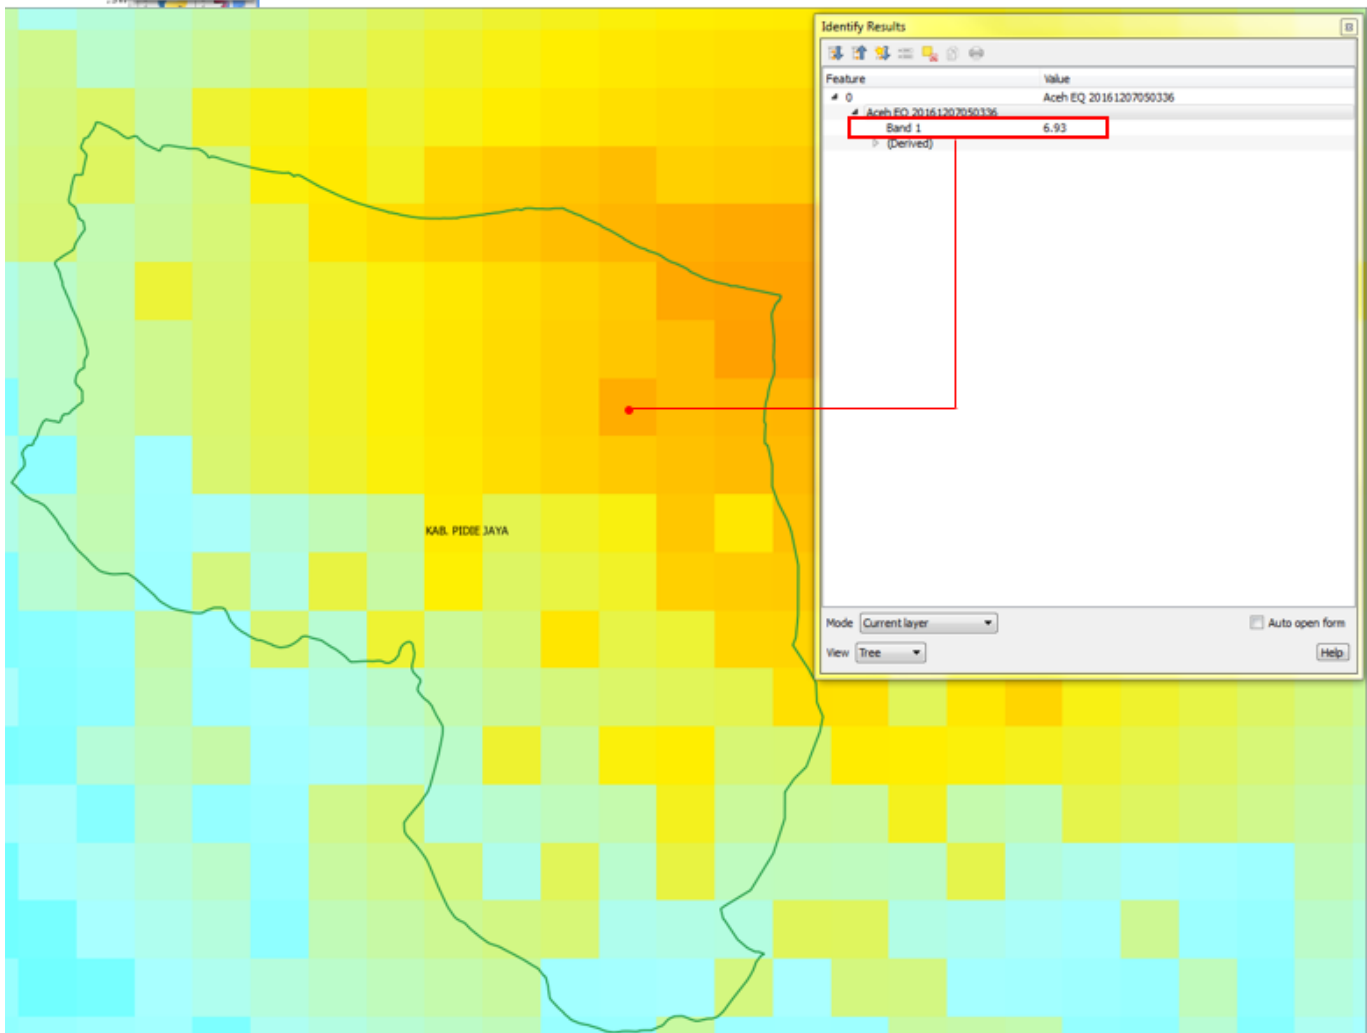 Identify Results
Feature Value
0 Aceh EQ 20161207050336
Aceh EQ 20161207050336
Band 1 6.93
(Derived)
KAB. PIDIE JAYA
Mode Current layer Auto open form
View Tree Help